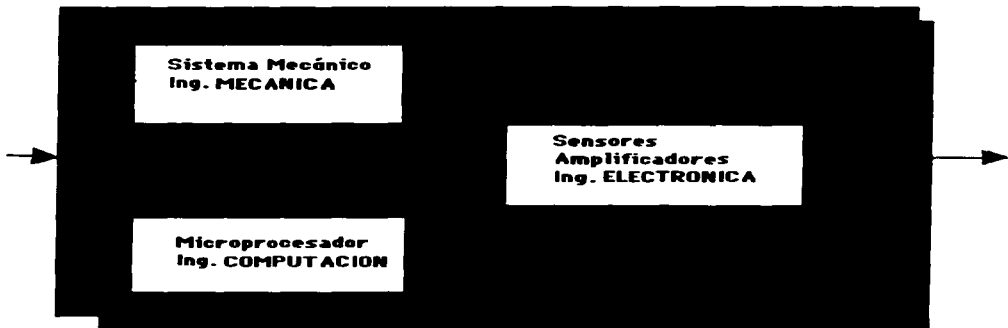 Sistema Mecánico
Ing. MECANICA
Sensores
Amplificadores
Ing. ELECTRONICA
Microprocesador
Ing. COMPUTACION